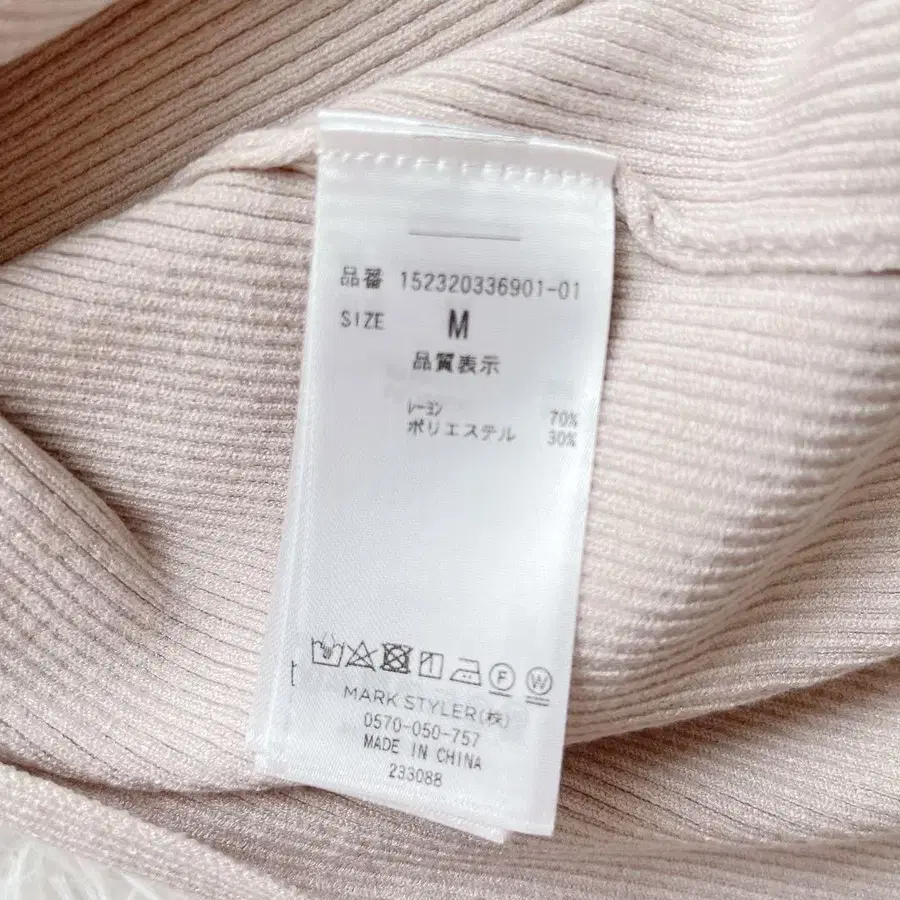 品番 152320336901-01
SIZE M
品質表示
レーヨン 70%
ポリエステル 30%
F W
MARK STYLER(株)
0570-050-757
MADE IN CHINA
233088